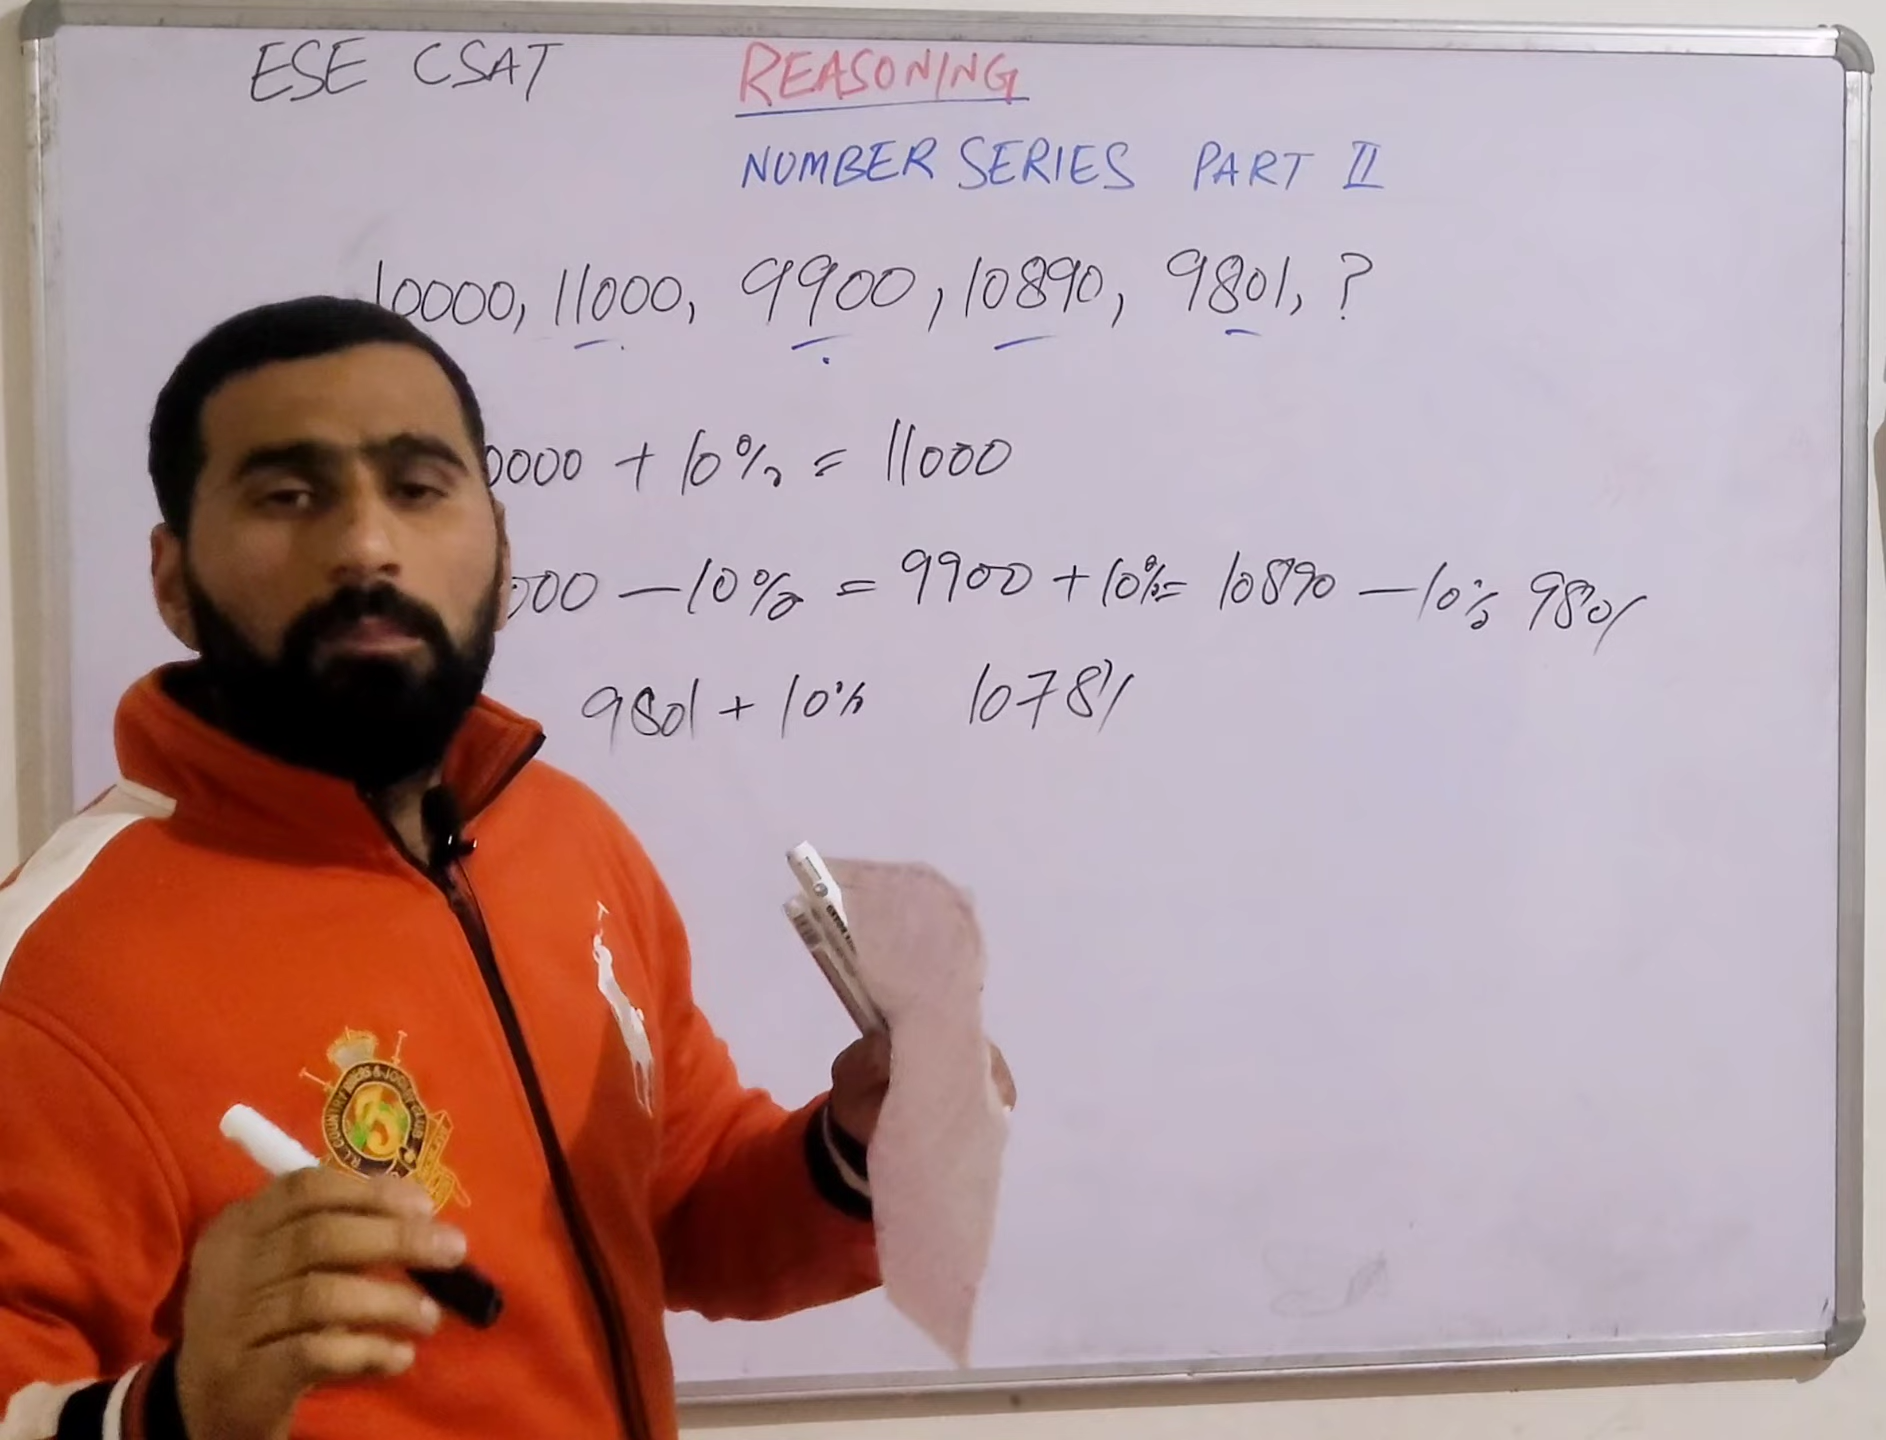 ESE CSAT REASONING
NUMBER SERIES PART II
10000, 11000, 9900, 10890, 9801, ?
0000 + 10% = 11000
000 - 10% = 9900 + 10% = 10890 - 10% 9801
9801 + 10% 10781